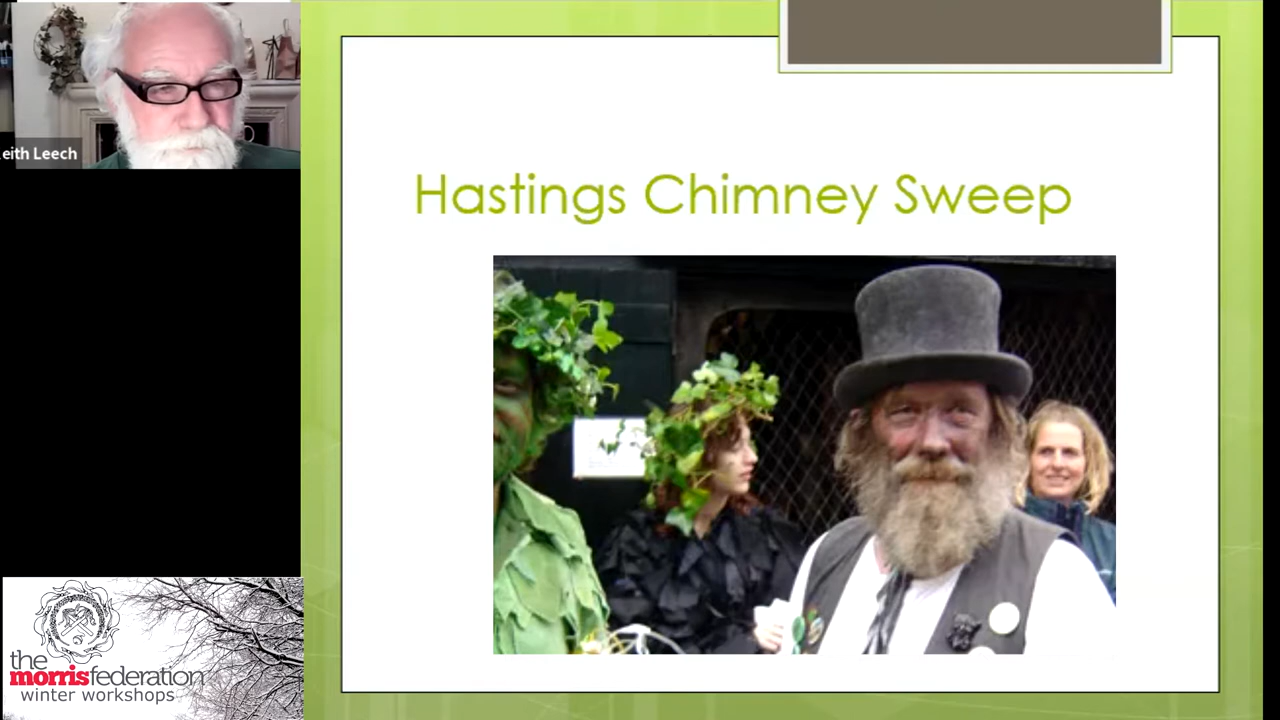 eith Leech
Hastings Chimney Sweep
the
morrisfederation
winter workshops